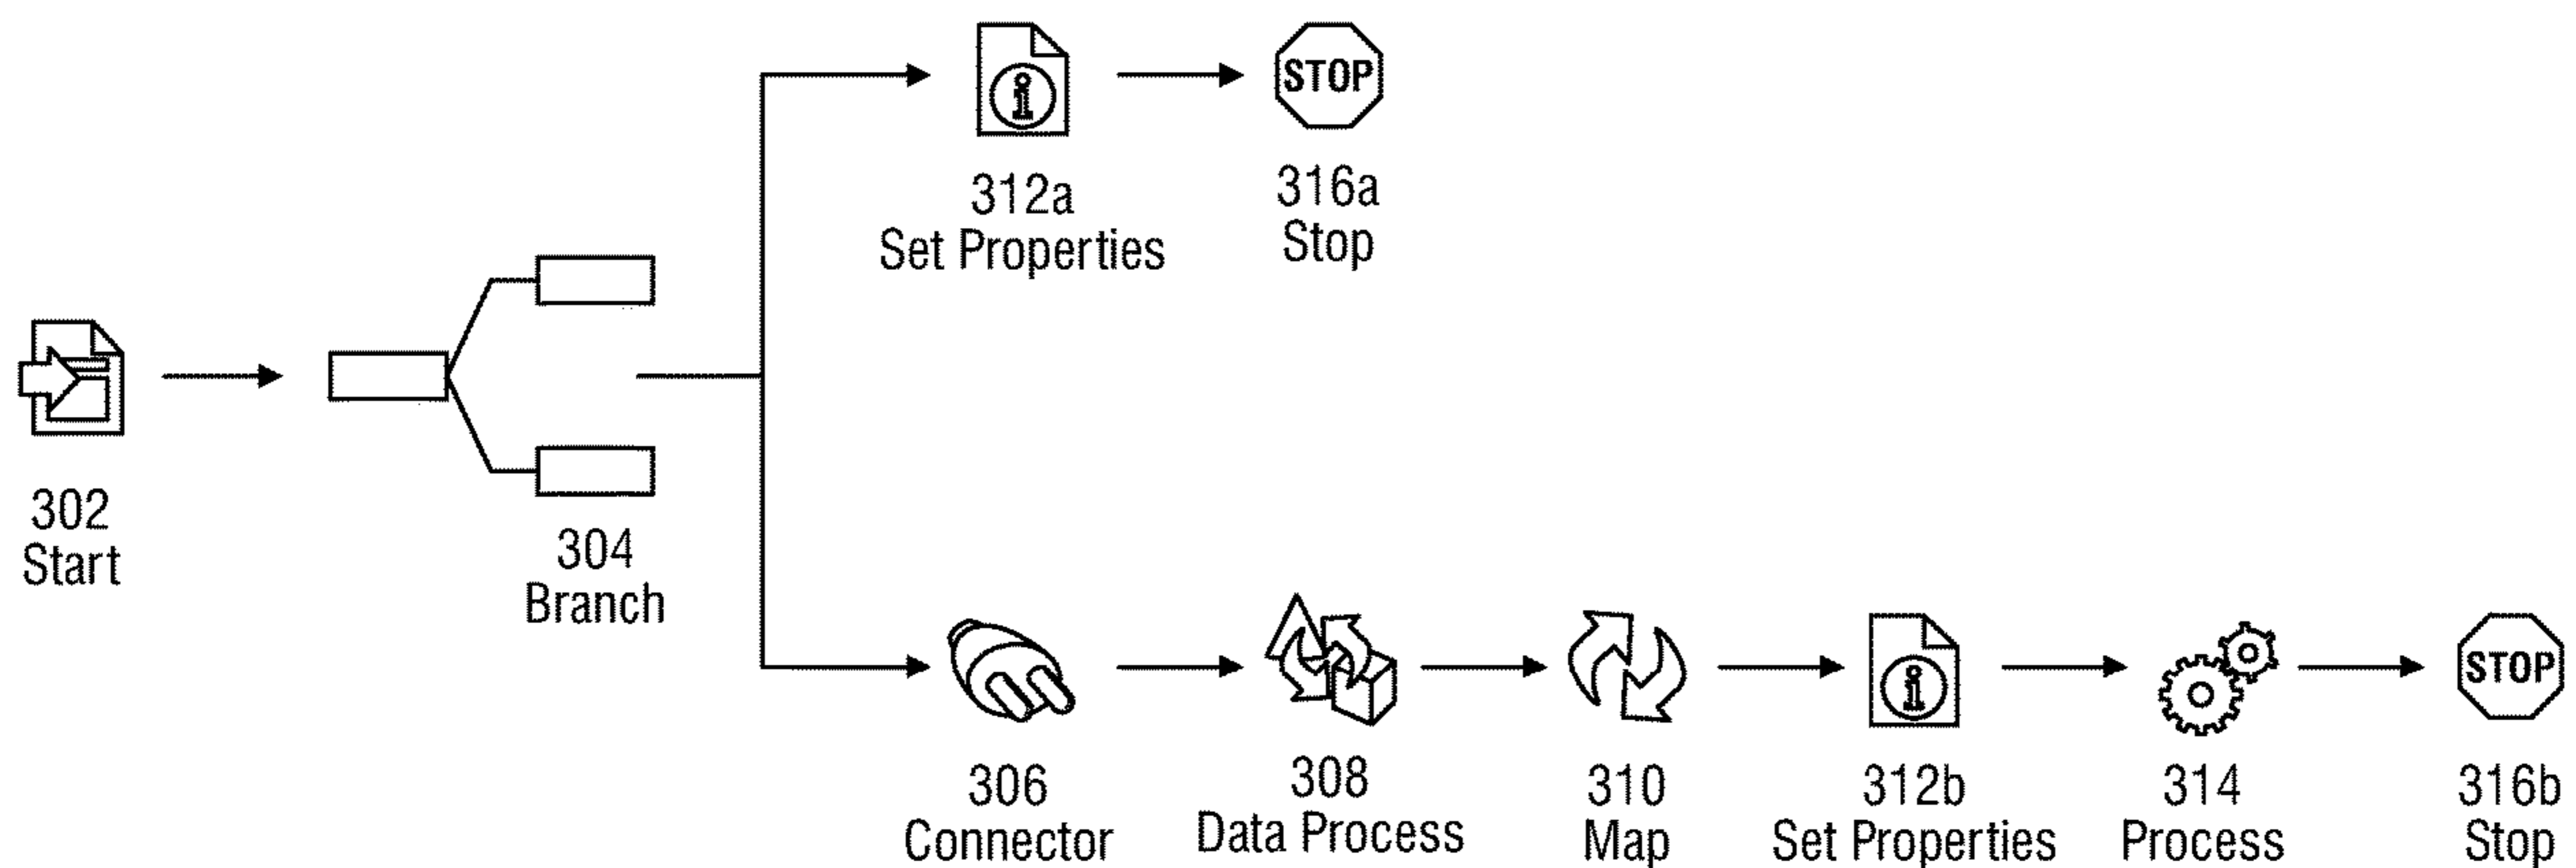 STOP
312a
Set Properties
316a
Stop
302
Start
304
Branch
STOP
306
Connector
308
Data Process
310
Map
312b
Set Properties
314
Process
316b
Stop